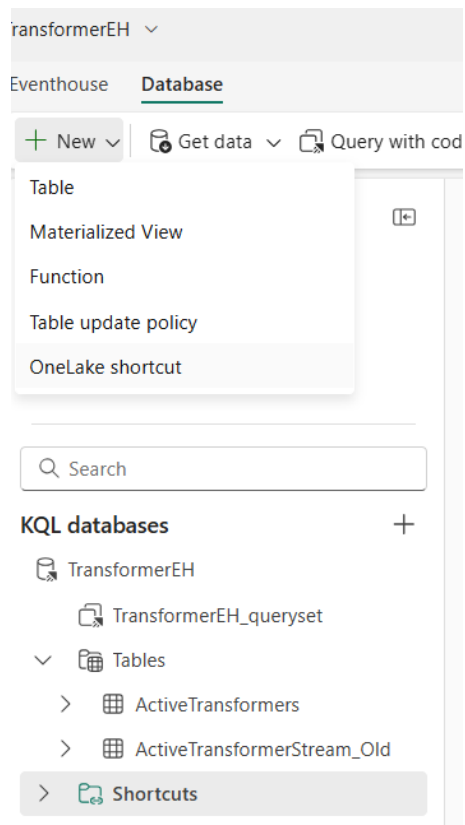 ransformerEH
Eventhouse Database
New Get data Query with cod
Table
Materialized View
Function
Table update policy
OneLake shortcut
Search
KQL databases
TransformerEH
TransformerEH_queryset
Tables
ActiveTransformers
ActiveTransformerStream_Old
Shortcuts